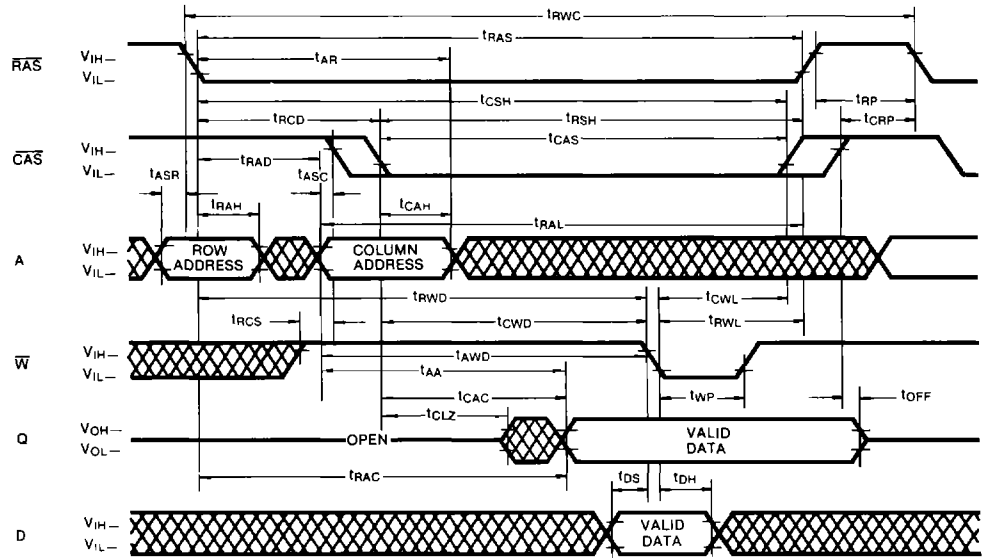 tRWC
tRAS
tAR
RAS
VIH—
VIL—
tCSH
tRP
tRCD
tRSH
tCRP
tCAS
CAS
VIH—
VIL—
tRAD
tASR
tASC
tRAH
tCAH
tRAL
A
VIH—
VIL—
ROW
ADDRESS
COLUMN
ADDRESS
tRWD
tCWL
tRCS
tCWD
tRWL
W
VIH—
VIL—
tAWD
tAA
tCAC
tWP
tOFF
tCLZ
Q
VOH—
VOL—
OPEN
VALID
DATA
tRAC
tDS
tDH
D
VIH—
VIL—
VALID
DATA